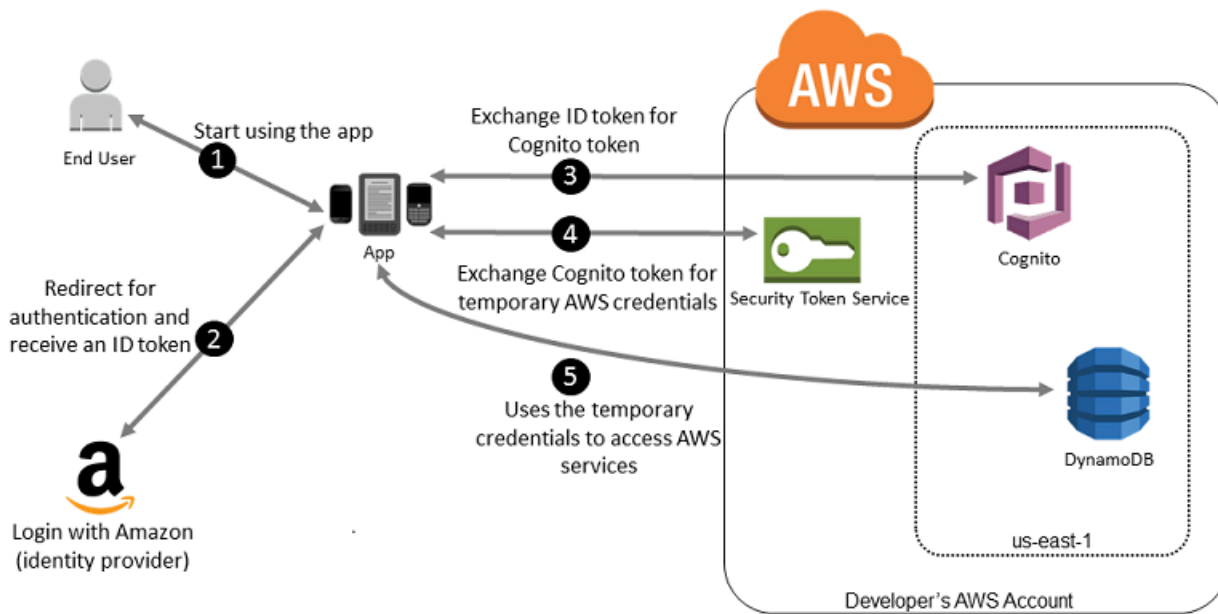 AWS
End User
Start using the app
1
Exchange ID token for
Cognito token
3
App
4
Exchange Cognito token for
temporary AWS credentials
Security Token Service
Cognito
Redirect for
authentication and
receive an ID token
2
5
Uses the temporary
credentials to access AWS
services
DynamoDB
a
Login with Amazon
(identity provider)
us-east-1
Developer's AWS Account